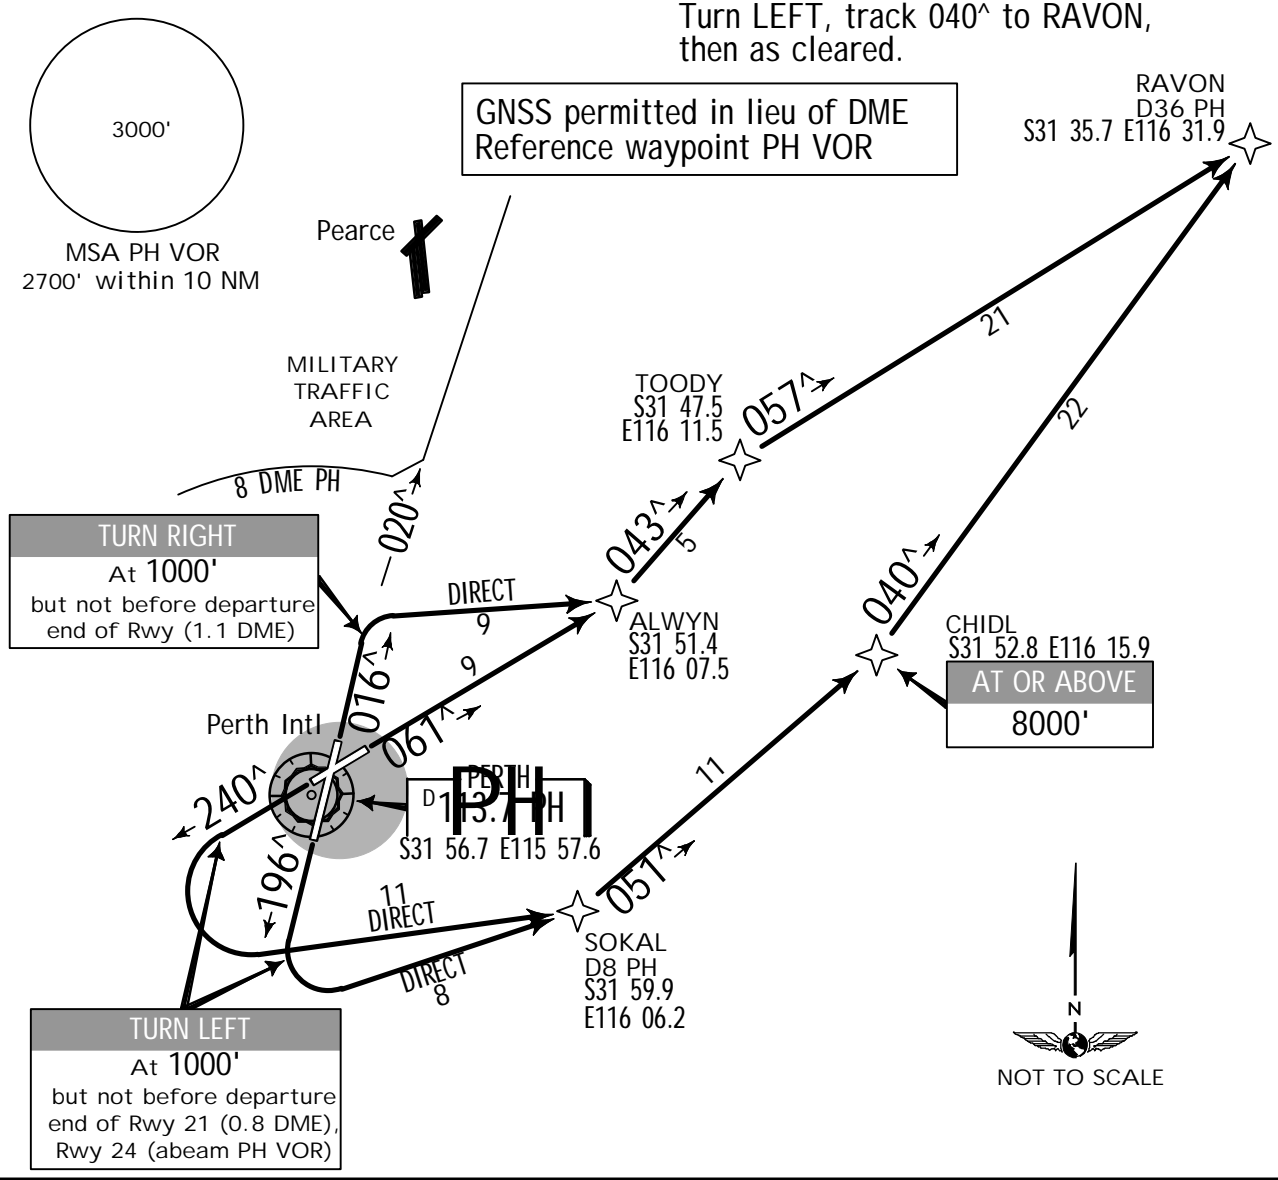 Turn LEFT, track 040^ to RAVON,
then as cleared.
GNSS permitted in lieu of DME
Reference waypoint PH VOR
RAVON
D36 PH
S31 35.7 E116 31.9
3000'
MSA PH VOR
2700' within 10 NM
Pearce
MILITARY
TRAFFIC
AREA
8 DME PH
020^
21
22
TOODY
S31 47.5
E116 11.5
057^
043^
5
TURN RIGHT
At 1000'
but not before departure
end of Rwy (1.1 DME)
DIRECT
9
ALWYN
S31 51.4
E116 07.5
040^
CHIDL
S31 52.8 E116 15.9
AT OR ABOVE
8000'
016^
9
061^
Perth Intl
240^
196^
PERTH
D 113.7 PH
PH
S31 56.7 E115 57.6
11
051^
11
DIRECT
DIRECT
8
SOKAL
D8 PH
S31 59.9
E116 06.2
TURN LEFT
At 1000'
but not before departure
end of Rwy 21 (0.8 DME),
Rwy 24 (abeam PH VOR)
N
NOT TO SCALE